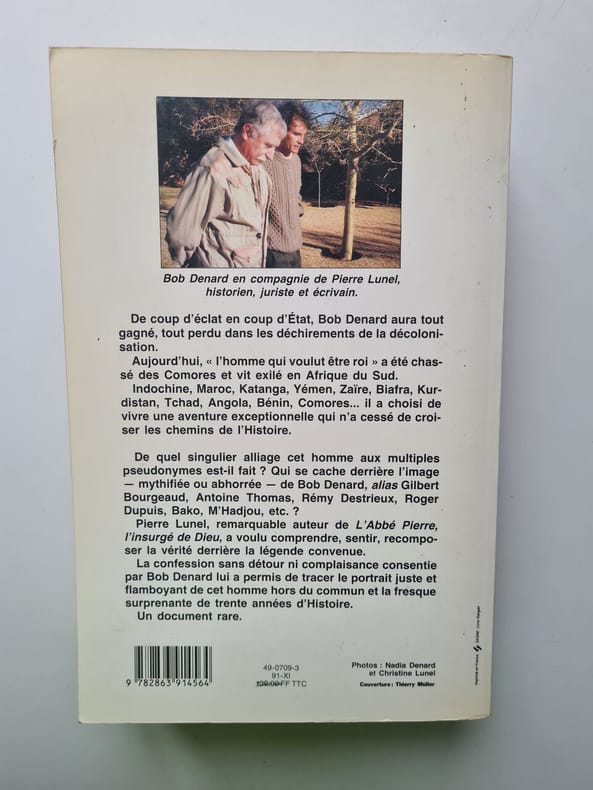 Bob Denard en compagnie de Pierre Lunel,
historien, juriste et écrivain.
De coup d'éclat en coup d'État, Bob Denard aura tout
gagné, tout perdu dans les déchirements de la décoloni-
sation.
Aujourd'hui, « l'homme qui voulut être roi » a été chas-
sé des Comores et vit exilé en Afrique du Sud.
Indochine, Maroc, Katanga, Yémen, Zaïre, Biafra, Kur-
distan, Tchad, Angola, Bénin, Comores... il a choisi de
vivre une aventure exceptionnelle qui n'a cessé de croi-
ser les chemins de l'Histoire.
De quel singulier alliage cet homme aux multiples
pseudonymes est-il fait ? Qui se cache derrière l'image
— mythifiée ou abhorrée — de Bob Denard, alias Gilbert
Bourgeaud, Antoine Thomas, Rémy Destrieux, Roger
Dupuis, Bako, M'Hadjou, etc. ?
Pierre Lunel, remarquable auteur de L'Abbé Pierre,
l'insurgé de Dieu, a voulu comprendre, sentir, recompo-
ser la vérité derrière la légende convenue.
La confession sans détour ni complaisance consentie
par Bob Denard lui a permis de tracer le portrait juste et
flamboyant de cet homme hors du commun et la fresque
surprenante de trente années d'Histoire.
Un document rare.
9 782863 914564
49-0709-3
91-XI
FF TTC
Photos : Nadia Denard
et Christine Lunel
Couverture : Thierry Müller
Imprimé en France